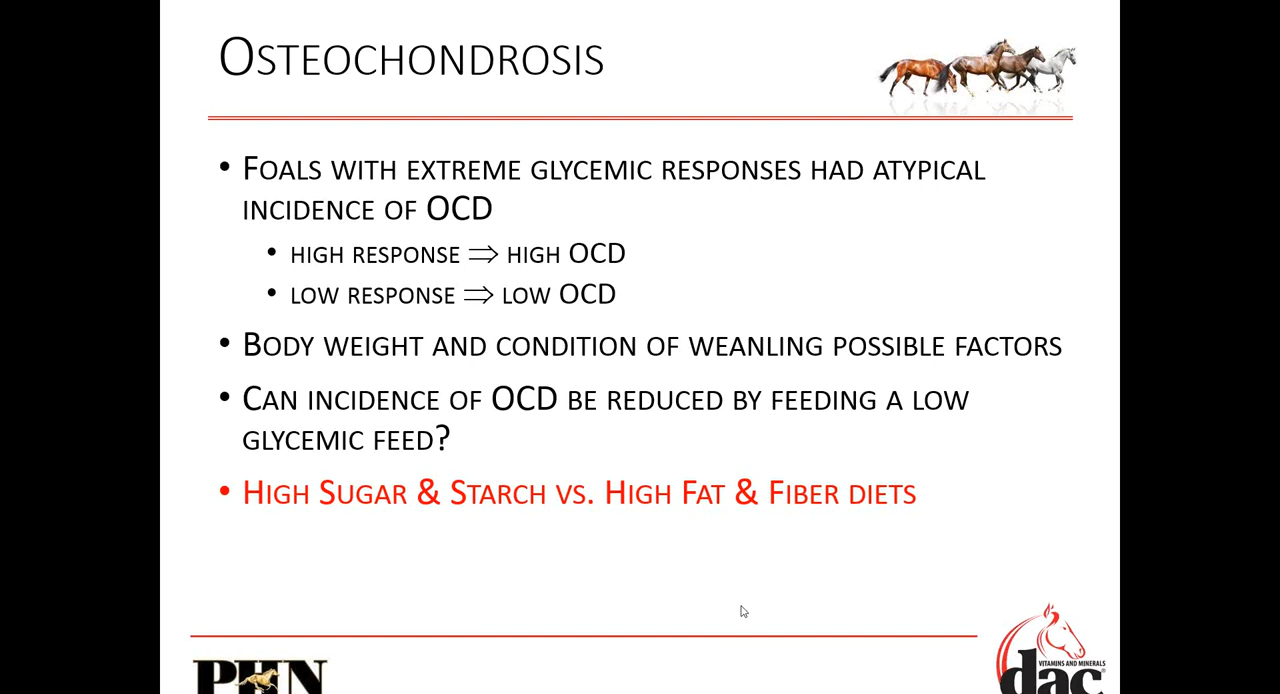 OSTEOCHONDROSIS
• FOALS WITH EXTREME GLYCEMIC RESPONSES HAD ATYPICAL
INCIDENCE OF OCD
• HIGH RESPONSE ⇒ HIGH OCD
• LOW RESPONSE ⇒ LOW OCD
• BODY WEIGHT AND CONDITION OF WEANLING POSSIBLE FACTORS
• CAN INCIDENCE OF OCD BE REDUCED BY FEEDING A LOW
GLYCEMIC FEED?
• HIGH SUGAR & STARCH VS. HIGH FAT & FIBER DIETS
PHN
VITAMINS AND MINERALS
dac®